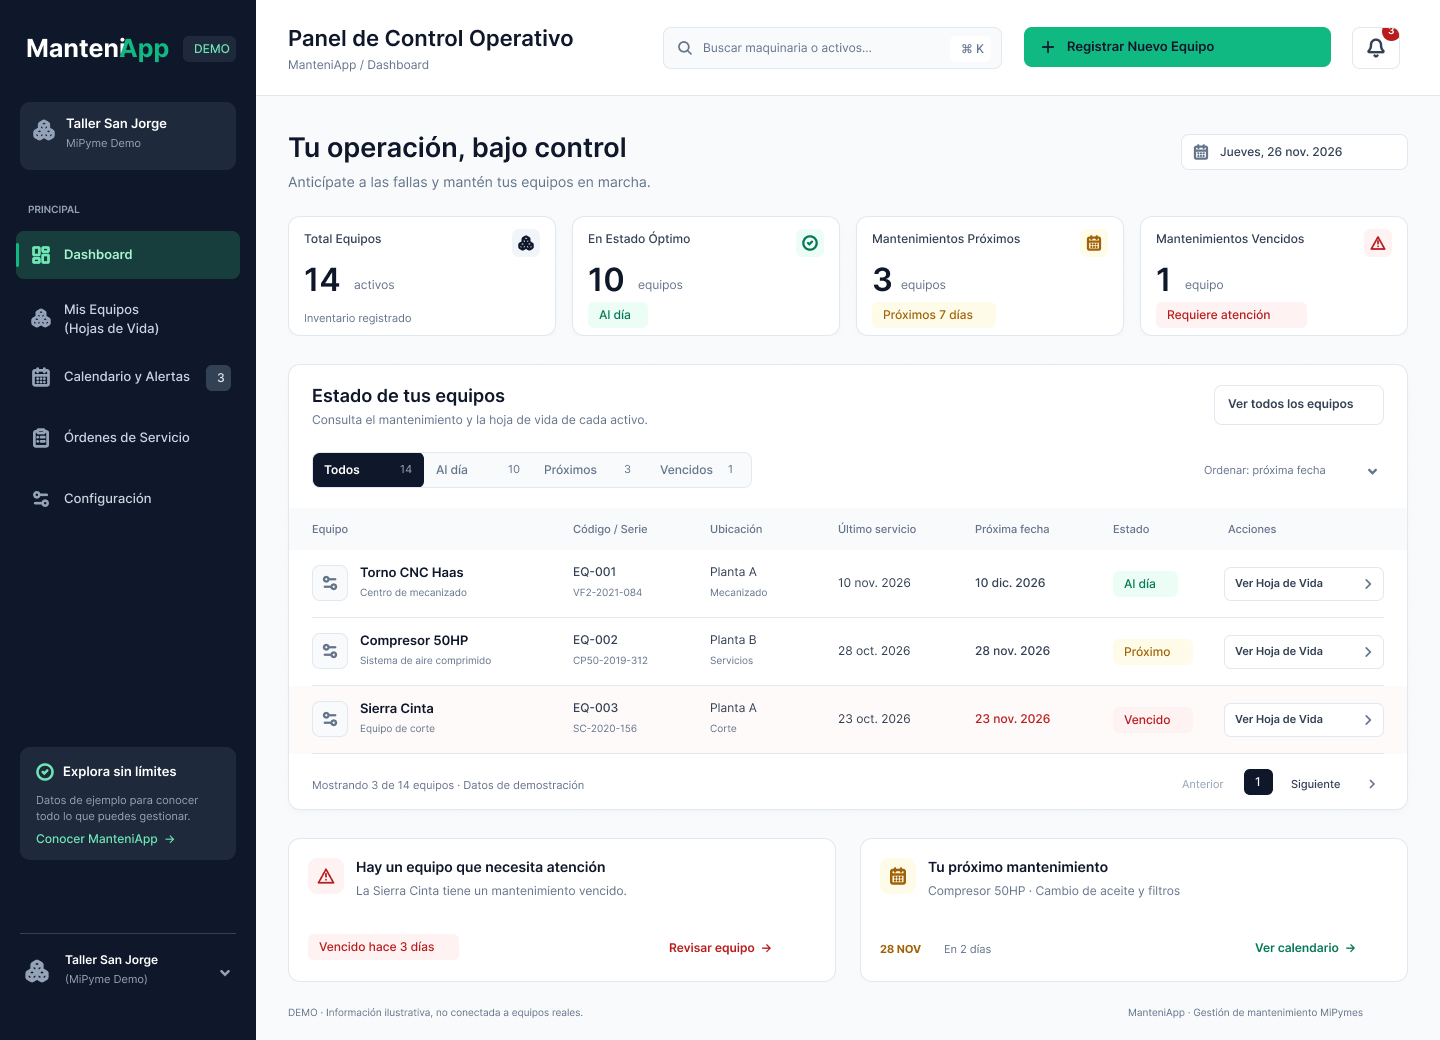 ManteniApp DEMO
Taller San Jorge
MiPyme Demo
PRINCIPAL
Dashboard
Mis Equipos
(Hojas de Vida)
Calendario y Alertas 3
Órdenes de Servicio
Configuración
Explora sin límites
Datos de ejemplo para conocer
todo lo que puedes gestionar.
Conocer ManteniApp →
Taller San Jorge
(MiPyme Demo)
Panel de Control Operativo
ManteniApp / Dashboard
Buscar maquinaria o activos... ⌘ K
+ Registrar Nuevo Equipo
3
Tu operación, bajo control
Anticípate a las fallas y mantén tus equipos en marcha.
Jueves, 26 nov. 2026
Total Equipos
14 activos
Inventario registrado
En Estado Óptimo
10 equipos
Al día
Mantenimientos Próximos
3 equipos
Próximos 7 días
Mantenimientos Vencidos
1 equipo
Requiere atención
Estado de tus equipos
Consulta el mantenimiento y la hoja de vida de cada activo.
Ver todos los equipos
Todos 14 Al día 10 Próximos 3 Vencidos 1
Ordenar: próxima fecha
Equipo Código / Serie Ubicación Último servicio Próxima fecha Estado Acciones
Torno CNC Haas EQ-001 Planta A 10 nov. 2026 10 dic. 2026 Al día Ver Hoja de Vida
Centro de mecanizado VF2-2021-084 Mecanizado
Compresor 50HP EQ-002 Planta B 28 oct. 2026 28 nov. 2026 Próximo Ver Hoja de Vida
Sistema de aire comprimido CP50-2019-312 Servicios
Sierra Cinta EQ-003 Planta A 23 oct. 2026 23 nov. 2026 Vencido Ver Hoja de Vida
Equipo de corte SC-2020-156 Corte
Mostrando 3 de 14 equipos · Datos de demostración
Anterior 1 Siguiente
Hay un equipo que necesita atención
La Sierra Cinta tiene un mantenimiento vencido.
Vencido hace 3 días
Revisar equipo →
Tu próximo mantenimiento
Compresor 50HP · Cambio de aceite y filtros
28 NOV En 2 días
Ver calendario →
DEMO · Información ilustrativa, no conectada a equipos reales.
ManteniApp · Gestión de mantenimiento MiPymes